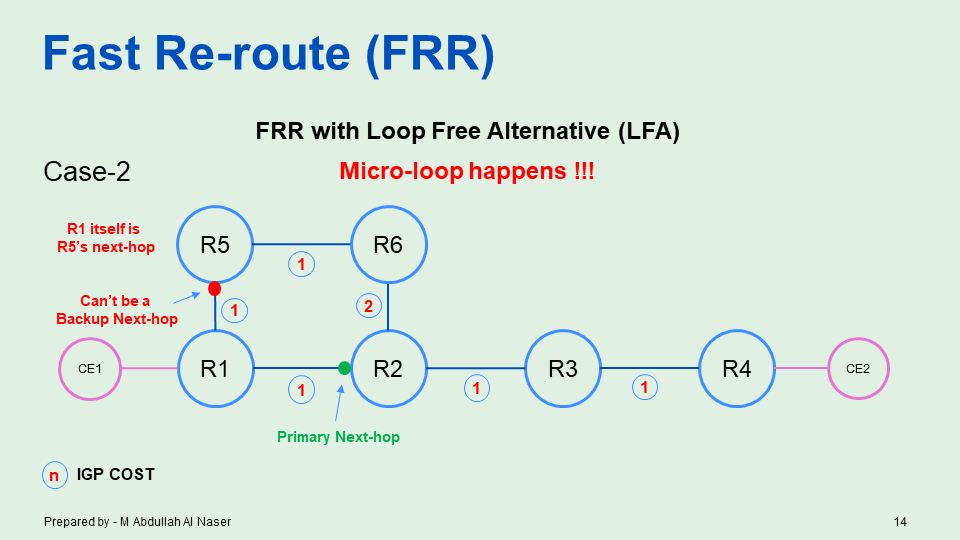 Fast Re-route (FRR)
FRR with Loop Free Alternative (LFA)
Case-2
Micro-loop happens !!!
R1 itself is
R5's next-hop
R5
R6
1
Can't be a
Backup Next-hop
1
2
CE1
R1
R2
R3
R4
CE2
1
1
1
Primary Next-hop
n IGP COST
Prepared by - M Abdullah Al Naser
14